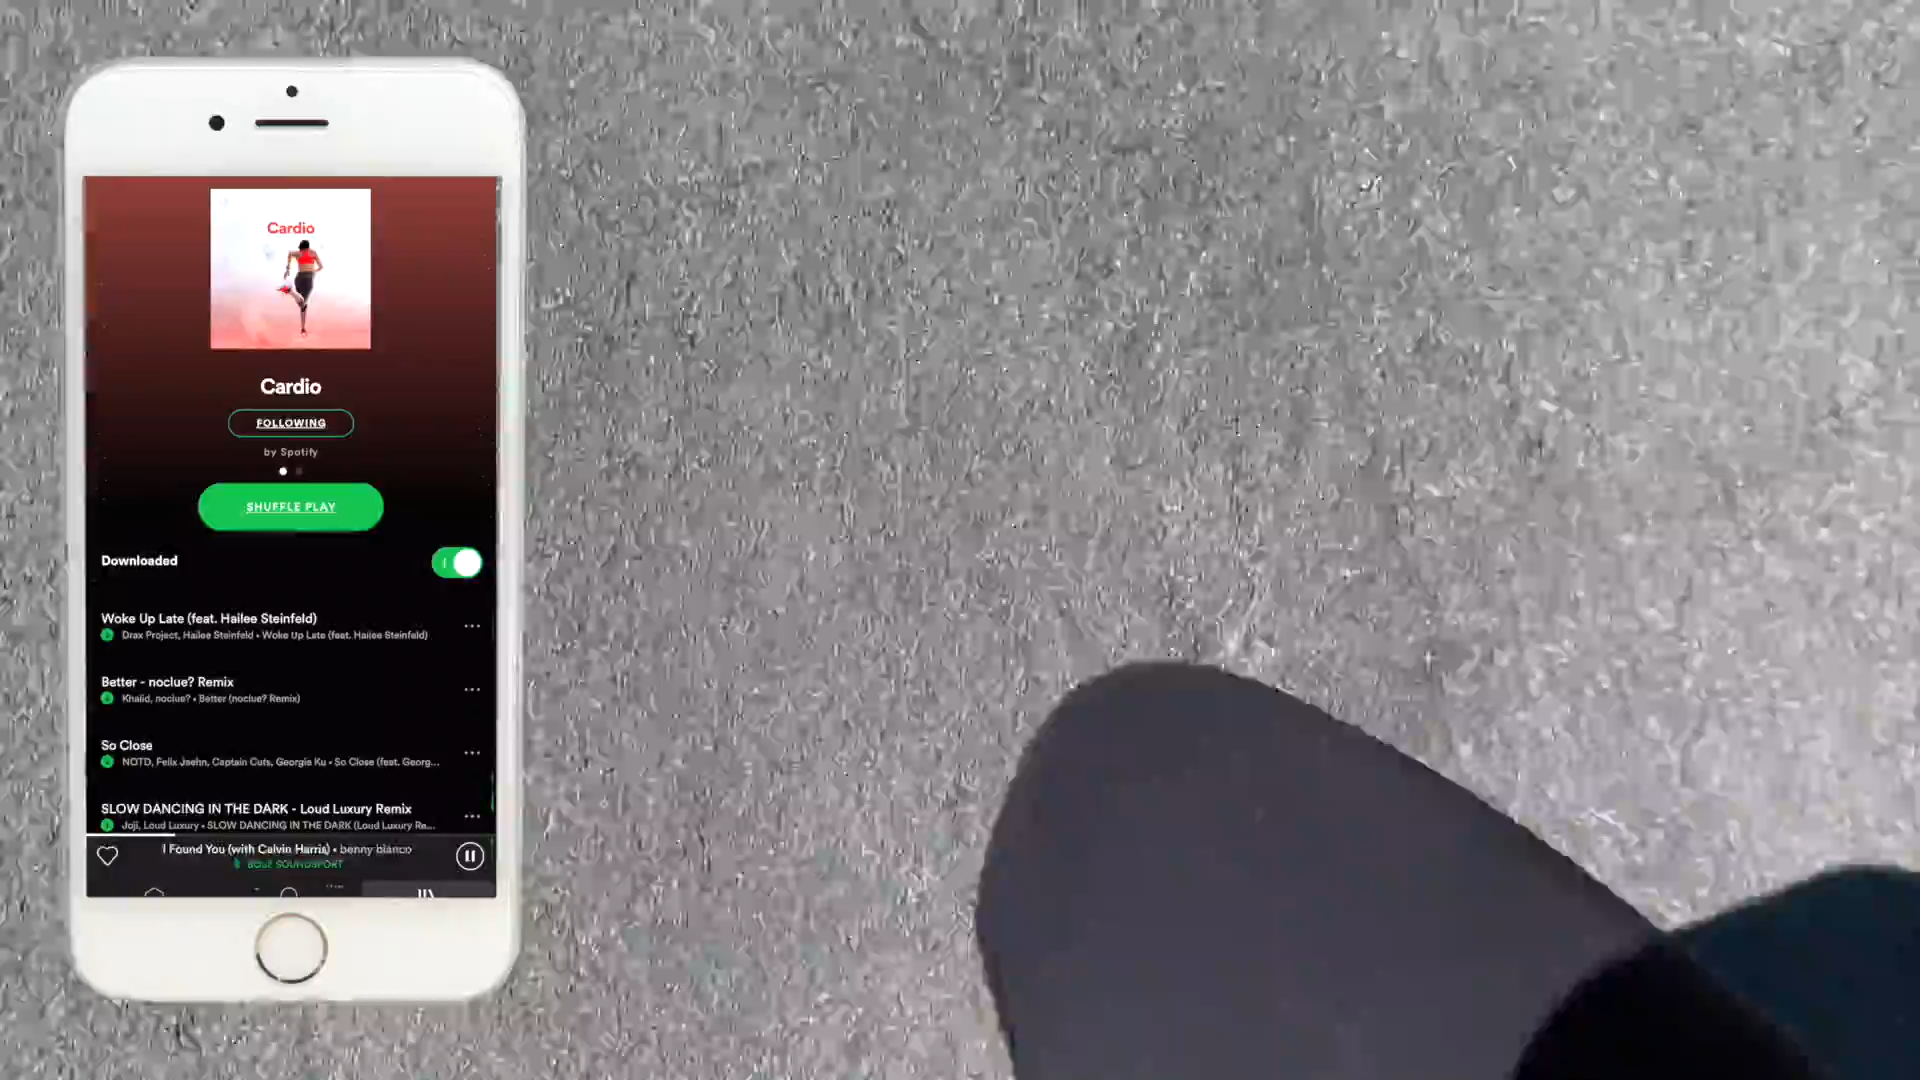 Cardio
Cardio
FOLLOWING
by Spotify
SHUFFLE PLAY
Downloaded
Woke Up Late (feat. Hailee Steinfeld)
Drax Project, Hailee Steinfeld • Woke Up Late (feat. Hailee Steinfeld)
Better - noclue? Remix
Khalid, noclue? • Better (noclue? Remix)
So Close
NOTD, Felix Jaehn, Captain Cuts, Georgia Ku • So Close (feat. Georg...
SLOW DANCING IN THE DARK - Loud Luxury Remix
Joji, Loud Luxury • SLOW DANCING IN THE DARK (Loud Luxury Re...
I Found You (with Calvin Harris) • benny blanco
BOSE SOUNDSPORT